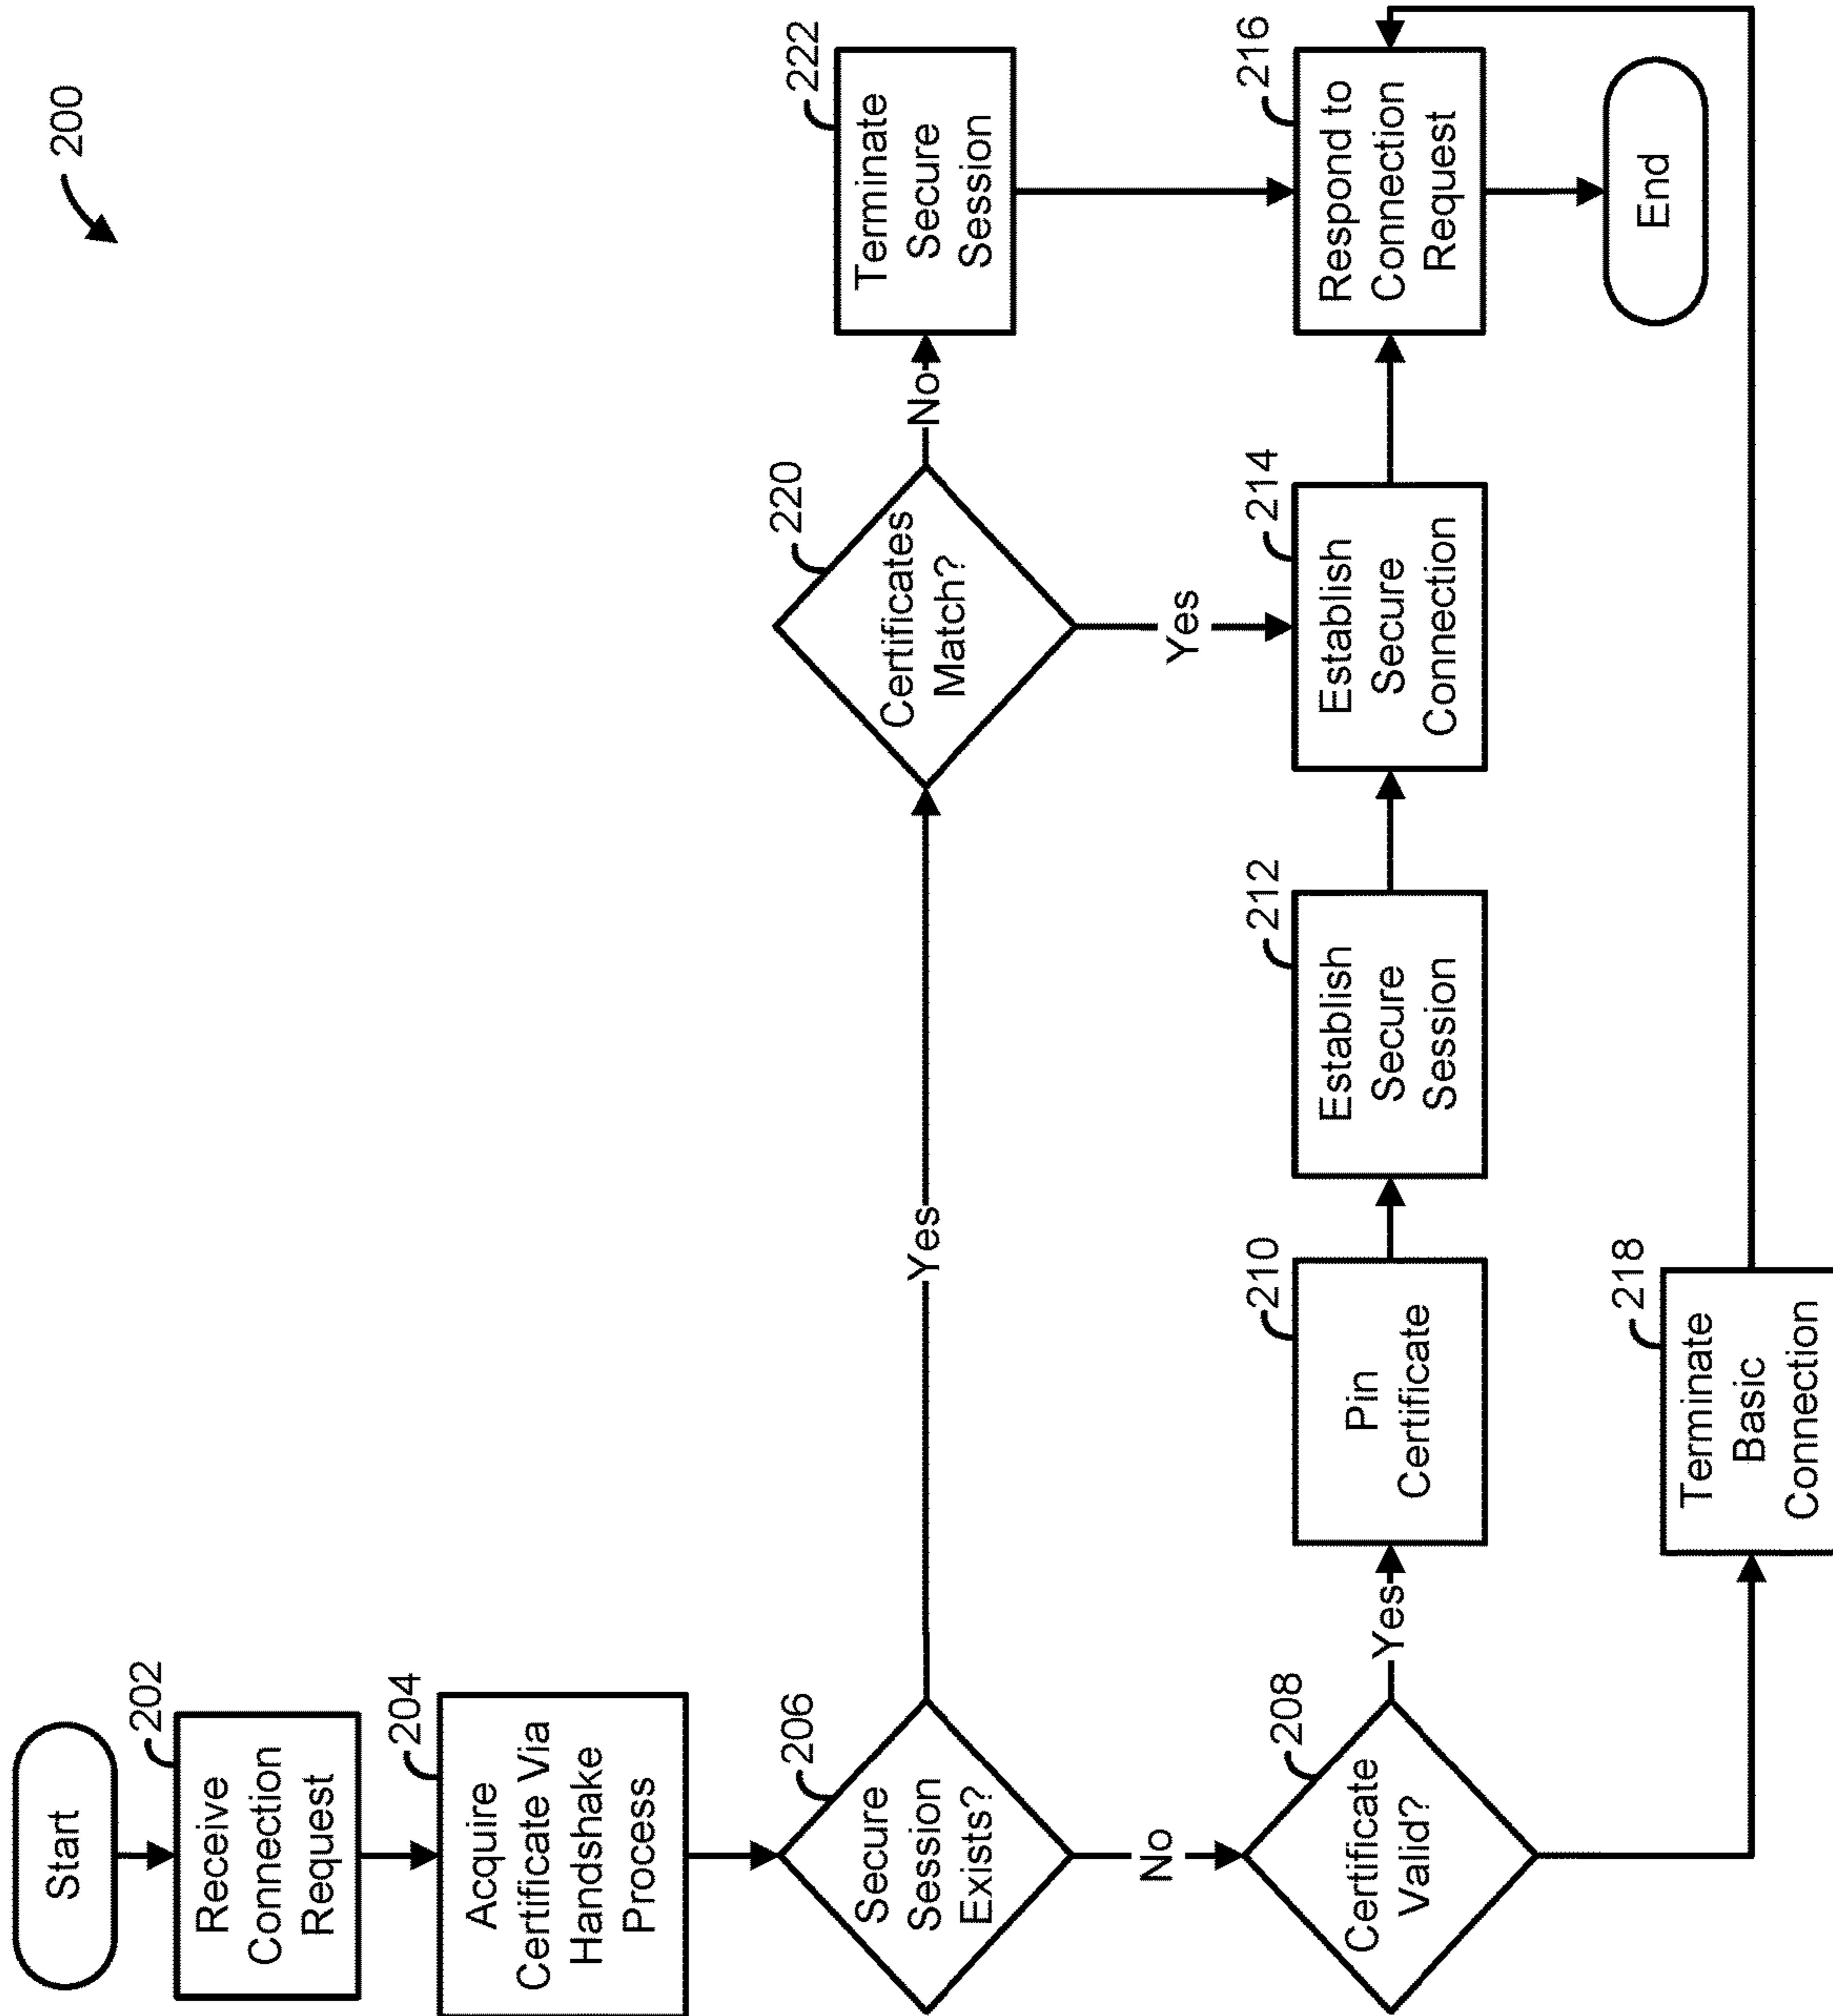 200
Start
202
Receive
Connection
Request
204
Acquire
Certificate Via
Handshake
Process
206
Secure
Session
Exists?
Yes
No
220
Certificates
Match?
No
Yes
222
Terminate
Secure
Session
208
Certificate
Valid?
Yes
210
Pin
Certificate
212
Establish
Secure
Session
214
Establish
Secure
Connection
216
Respond to
Connection
Request
218
Terminate
Basic
Connection
End